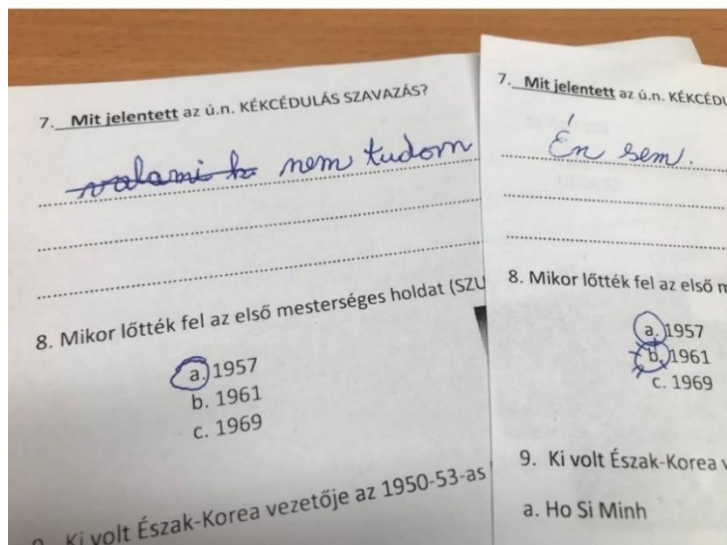 7. Mit jelentett az ú.n. KÉKCÉDULÁS SZAVAZÁS?
valami k nem tudom
8. Mikor lőtték fel az első mesterséges holdat (SZU
a. 1957
b. 1961
c. 1969
9. Ki volt Észak-Korea vezetője az 1950-53-as
7. Mit jelentett az ú.n. KÉKCÉDU
Én sem.
8. Mikor lőtték fel az első m
a. 1957
b. 1961
c. 1969
9. Ki volt Észak-Korea v
a. Ho Si Minh